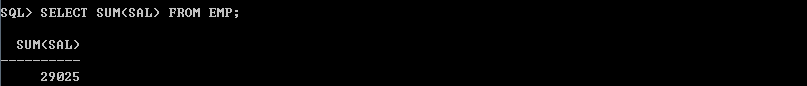 SQL> SELECT SUM(SAL) FROM EMP;
SUM(SAL)
----------
29025